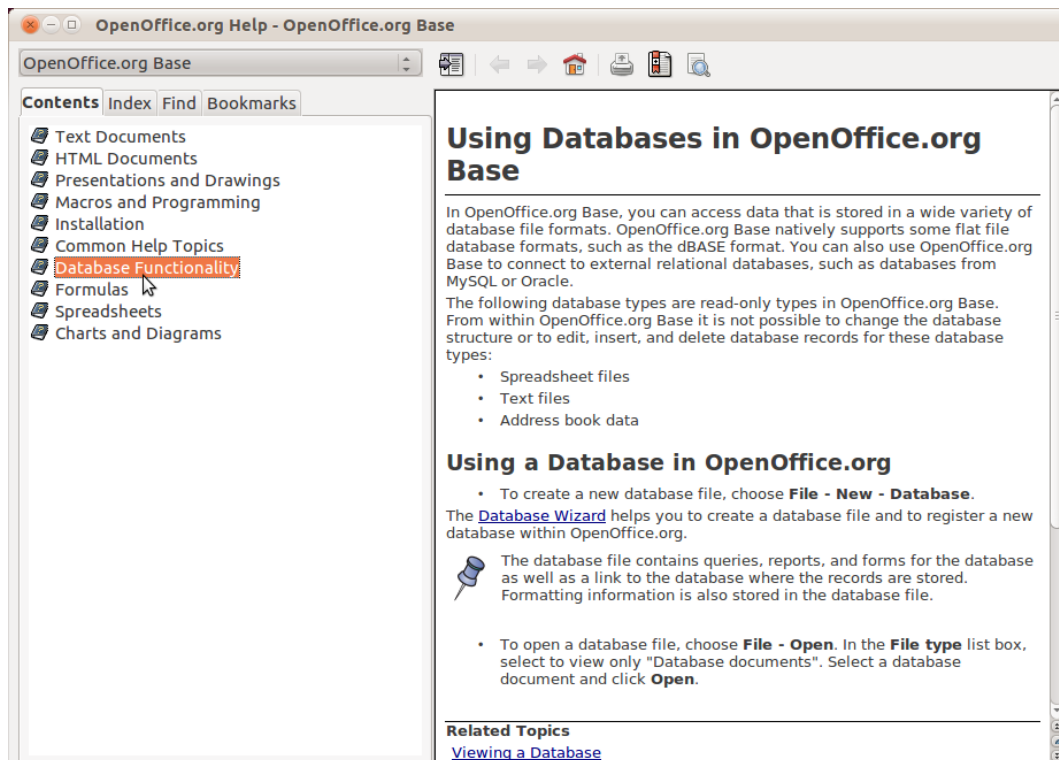 OpenOffice.org Help - OpenOffice.org Base
OpenOffice.org Base
Contents Index Find Bookmarks
Text Documents
HTML Documents
Presentations and Drawings
Macros and Programming
Installation
Common Help Topics
Database Functionality
Formulas
Spreadsheets
Charts and Diagrams
Using Databases in OpenOffice.org
Base
In OpenOffice.org Base, you can access data that is stored in a wide variety of
database file formats. OpenOffice.org Base natively supports some flat file
database formats, such as the dBASE format. You can also use OpenOffice.org
Base to connect to external relational databases, such as databases from
MySQL or Oracle.
The following database types are read-only types in OpenOffice.org Base.
From within OpenOffice.org Base it is not possible to change the database
structure or to edit, insert, and delete database records for these database
types:
• Spreadsheet files
• Text files
• Address book data
Using a Database in OpenOffice.org
• To create a new database file, choose File - New - Database.
The Database Wizard helps you to create a database file and to register a new
database within OpenOffice.org.
The database file contains queries, reports, and forms for the database
as well as a link to the database where the records are stored.
Formatting information is also stored in the database file.
• To open a database file, choose File - Open. In the File type list box,
select to view only "Database documents". Select a database
document and click Open.
Related Topics
Viewing a Database